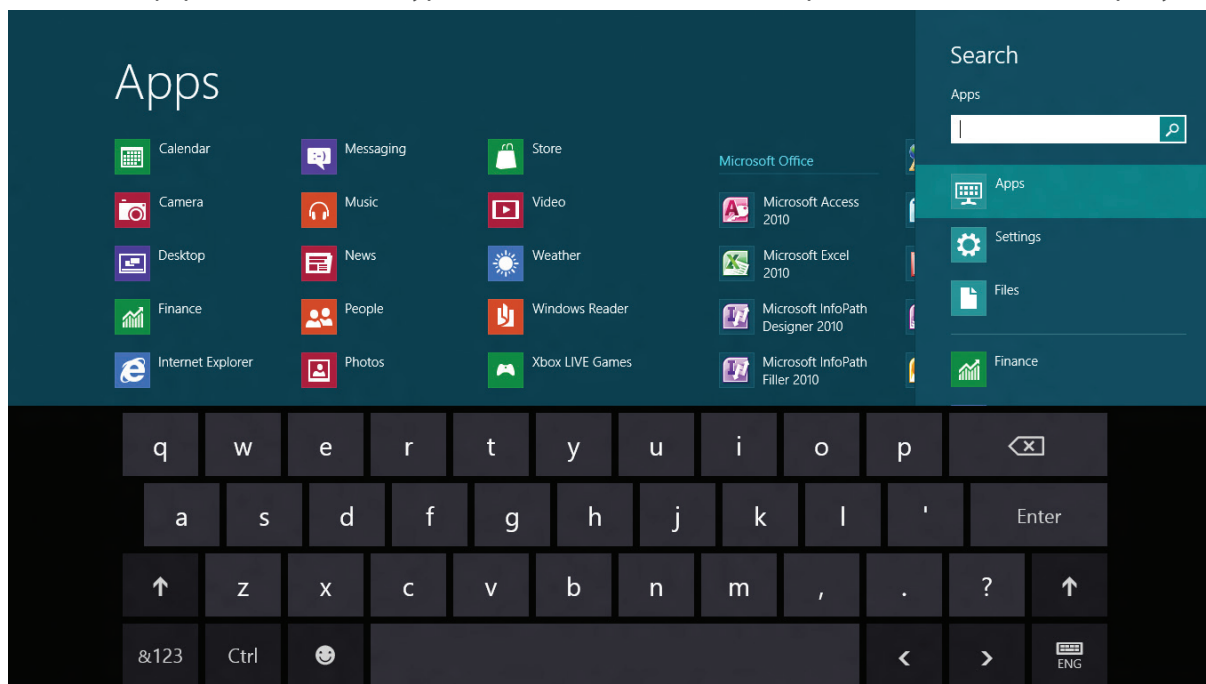 Apps
Calendar
Camera
Desktop
Finance
Internet Explorer
Messaging
Music
News
People
Photos
Store
Video
Weather
Windows Reader
Xbox LIVE Games
Microsoft Office
Microsoft Access
2010
Microsoft Excel
2010
Microsoft InfoPath
Designer 2010
Microsoft InfoPath
Filler 2010
Search
Apps
Apps
Settings
Files
Finance
q w e r t y u i o p
a s d f g h j k l ' Enter
z x c v b n m , . ?
&123 Ctrl < > ENG